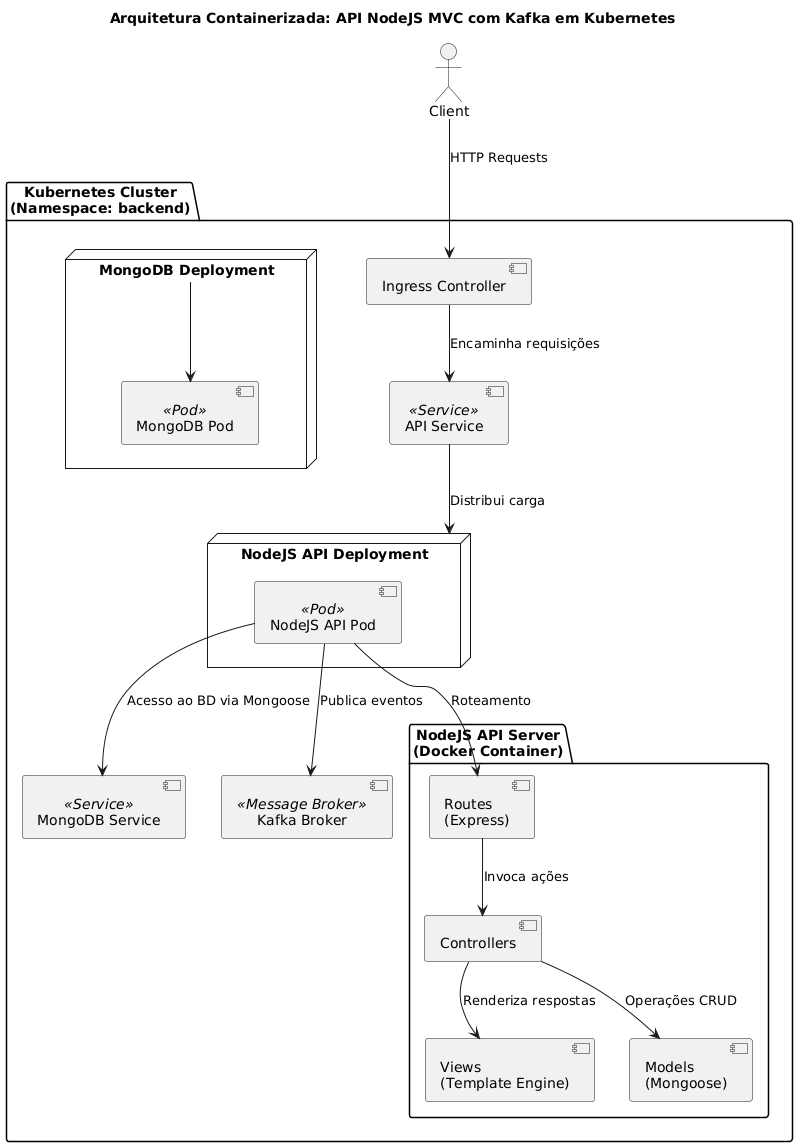 Arquitetura Containerizada: API NodeJS MVC com Kafka em Kubernetes
Client
HTTP Requests
Kubernetes Cluster
(Namespace: backend)
MongoDB Deployment
Ingress Controller
Encaminha requisições
«Pod»
MongoDB Pod
«Service»
API Service
Distribui carga
NodeJS API Deployment
«Pod»
NodeJS API Pod
Acesso ao BD via Mongoose
Publica eventos
Roteamento
NodeJS API Server
(Docker Container)
«Service»
MongoDB Service
«Message Broker»
Kafka Broker
Routes
(Express)
Invoca ações
Controllers
Renderiza respostas
Operações CRUD
Views
(Template Engine)
Models
(Mongoose)